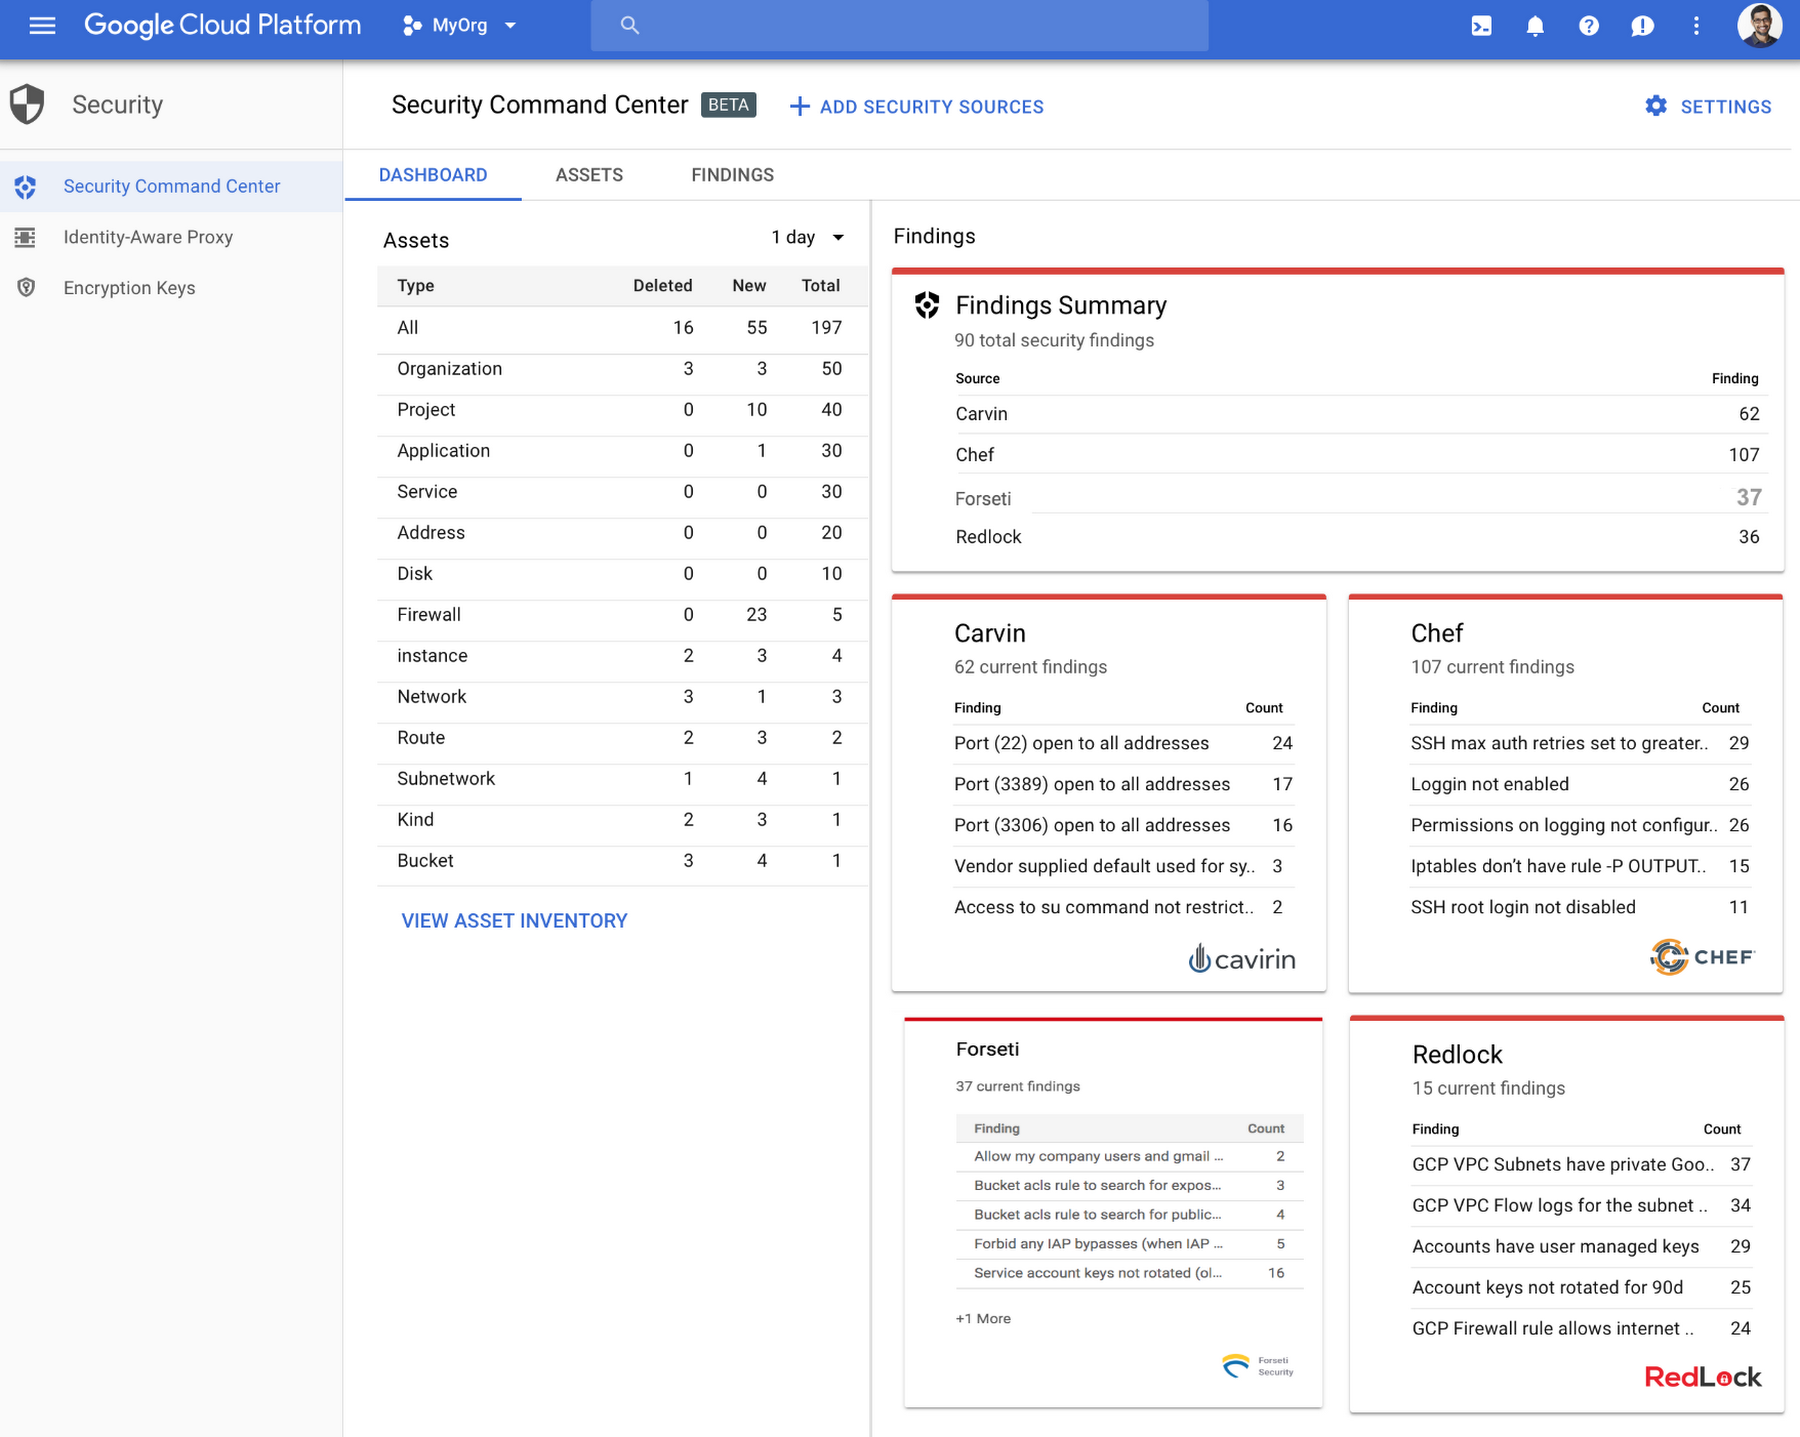 Google Cloud Platform MyOrg
Security
Security Command Center BETA + ADD SECURITY SOURCES SETTINGS
Security Command Center
Identity-Aware Proxy
Encryption Keys
DASHBOARD ASSETS FINDINGS
Assets 1 day
Type Deleted New Total
All 16 55 197
Organization 3 3 50
Project 0 10 40
Application 0 1 30
Service 0 0 30
Address 0 0 20
Disk 0 0 10
Firewall 0 23 5
instance 2 3 4
Network 3 1 3
Route 2 3 2
Subnetwork 1 4 1
Kind 2 3 1
Bucket 3 4 1
VIEW ASSET INVENTORY
Findings
Findings Summary
90 total security findings
Source Finding
Carvin 62
Chef 107
Forseti 37
Redlock 36
Carvin
62 current findings
Finding Count
Port (22) open to all addresses 24
Port (3389) open to all addresses 17
Port (3306) open to all addresses 16
Vendor supplied default used for sy.. 3
Access to su command not restrict.. 2
cavirin
Chef
107 current findings
Finding Count
SSH max auth retries set to greater.. 29
Loggin not enabled 26
Permissions on logging not configur.. 26
Iptables don’t have rule -P OUTPUT.. 15
SSH root login not disabled 11
CHEF
Forseti
37 current findings
Finding Count
Allow my company users and gmail ... 2
Bucket acls rule to search for expos... 3
Bucket acls rule to search for public... 4
Forbid any IAP bypasses (when IAP ... 5
Service account keys not rotated (ol... 16
+1 More
Forseti
Security
Redlock
15 current findings
Finding Count
GCP VPC Subnets have private Goo.. 37
GCP VPC Flow logs for the subnet .. 34
Accounts have user managed keys 29
Account keys not rotated for 90d 25
GCP Firewall rule allows internet .. 24
RedLock